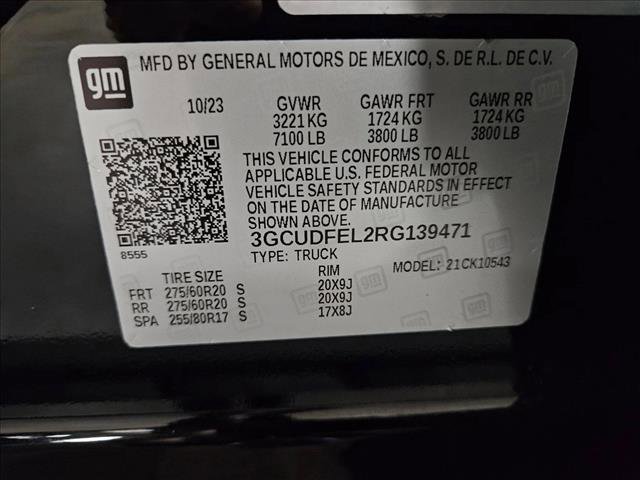 gm
MFD BY GENERAL MOTORS DE MEXICO, S. DE R.L. DE C.V.
10/23 GVWR GAWR FRT GAWR RR
3221 KG 1724 KG 1724 KG
7100 LB 3800 LB 3800 LB
THIS VEHICLE CONFORMS TO ALL
APPLICABLE U.S. FEDERAL MOTOR
VEHICLE SAFETY STANDARDS IN EFFECT
ON THE DATE OF MANUFACTURE
SHOWN ABOVE.
8555
3GCUDFEL2RG139471
TYPE: TRUCK MODEL: 21CK10543
TIRE SIZE RIM
FRT 275/60R20 S 20X9J
RR 275/60R20 S 20X9J
SPA 255/80R17 S 17X8J